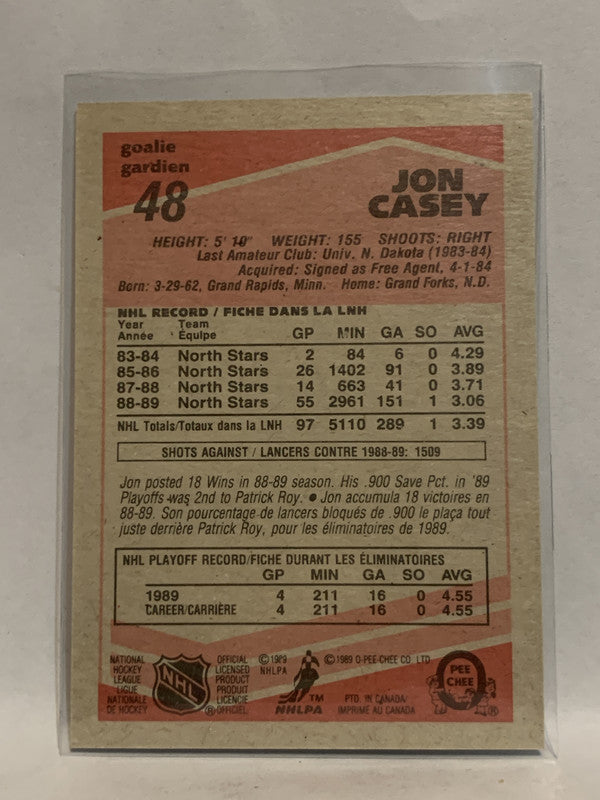 goalie
gardien
48
JON
CASEY
HEIGHT: 5' 10" WEIGHT: 155 SHOOTS: RIGHT
Last Amateur Club: Univ. N. Dakota (1983-84)
Acquired: Signed as Free Agent, 4-1-84
Born: 3-29-62, Grand Rapids, Minn. Home: Grand Forks, N.D.
NHL RECORD / FICHE DANS LA LNH
Year Team
Année Équipe GP MIN GA SO AVG
83-84 North Stars 2 84 6 0 4.29
85-86 North Stars 26 1402 91 0 3.89
87-88 North Stars 14 663 41 0 3.71
88-89 North Stars 55 2961 151 1 3.06
NHL Totals/Totaux dans la LNH 97 5110 289 1 3.39
SHOTS AGAINST / LANCERS CONTRE 1988-89: 1509
Jon posted 18 Wins in 88-89 season. His .900 Save Pct. in '89
Playoffs was 2nd to Patrick Roy. ● Jon accumula 18 victoires en
88-89. Son pourcentage de lancers bloqués de .900 le plaça tout
juste derrière Patrick Roy, pour les éliminatoires de 1989.
NHL PLAYOFF RECORD/FICHE DURANT LES ÉLIMINATOIRES
GP MIN GA SO AVG
1989 4 211 16 0 4.55
CAREER/CARRIÈRE 4 211 16 0 4.55
NATIONAL
HOCKEY
LEAGUE
LIGUE
NATIONALE
DE HOCKEY
NHL
OFFICIAL
LICENSED
PRODUCT
PRODUIT
LICENCIÉ
® OFFICIEL
© 1989
NHLPA
TM
NHLPA
© 1989 O-PEE-CHEE CO LTD
PTD. IN CANADA
IMPRIMÉ AU CANADA
O PEE
CHEE